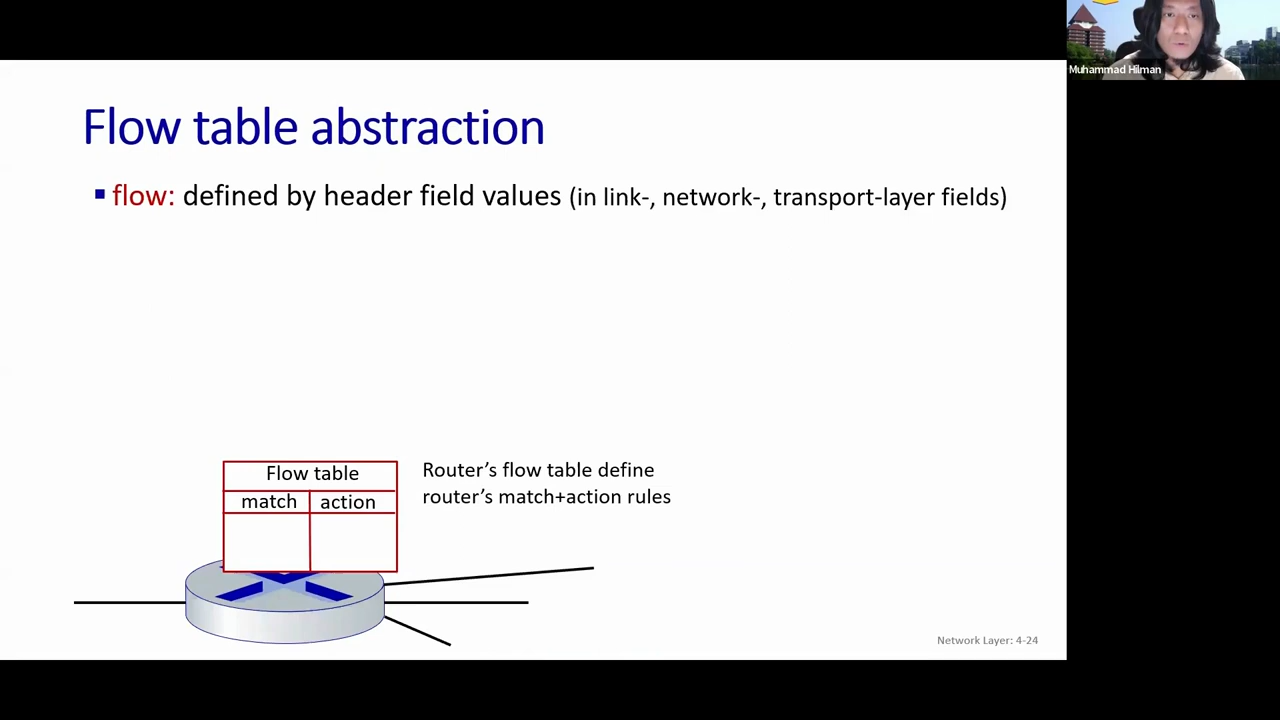 Muhammad Hilman
Flow table abstraction
▪ flow: defined by header field values (in link-, network-, transport-layer fields)
Flow table
match action
Router’s flow table define
router’s match+action rules
Network Layer: 4-24